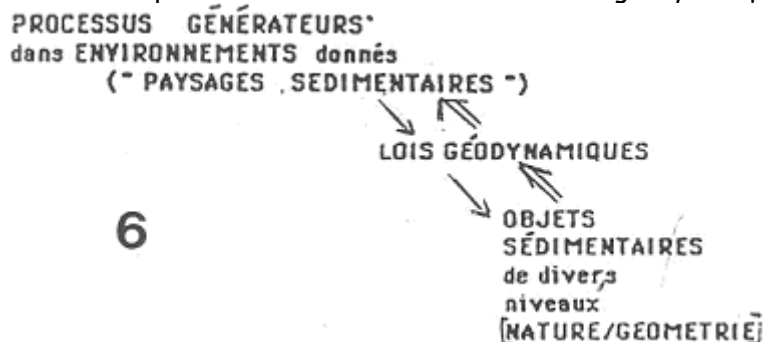 PROCESSUS GÉNÉRATEURS*
dans ENVIRONNEMENTS donnés
(" PAYSAGES SEDIMENTAIRES ")
LOIS GÉODYNAMIQUES
6
OBJETS
SÉDIMENTAIRES
de divers
niveaux
[NATURE/GEOMETRIE]